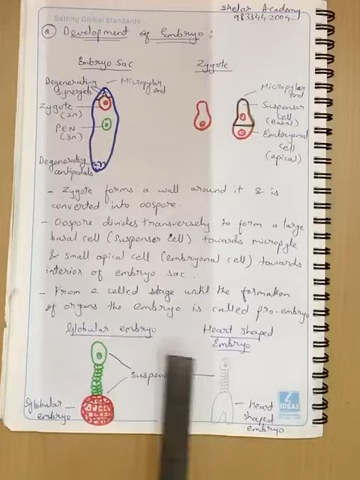 Setting Global Standards...
Shelar Academy
9833442004
Development of Embryo:
Embryo Sac
Zygote
Degenerating synergids
Micropylar end
Zygote (2n)
PEN (3n)
Degenerating antipodals
Micropylar End
Suspensor cell (basal)
Embryonal cell (apical)
- Zygote forms a wall around it & is
converted into oospore.
- Oospore divides transversely to form a large
basal cell (suspensor cell) towards micropyle
& small apical cell (embryonal cell) towards
interior of embryo sac.
- From 2 celled stage until the formation
of organs the embryo is called pro-embryo
Globular embryo
Heart shaped Embryo
Globular embryo
Heart shaped embryo
IDEAL